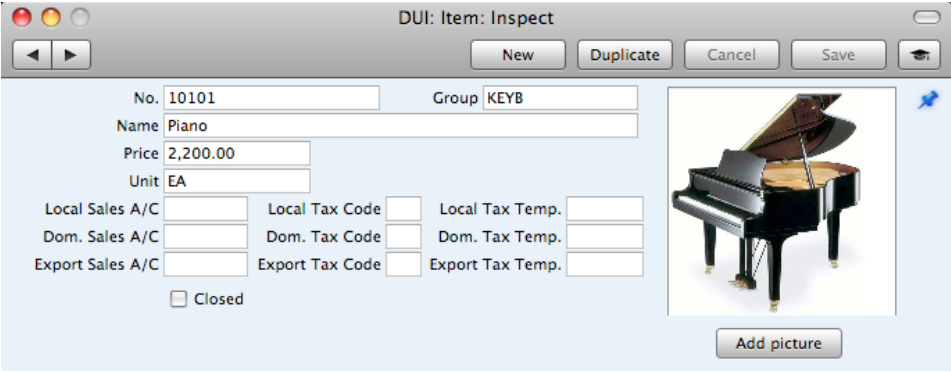 DUI: Item: Inspect
New Duplicate Cancel Save
No. 10101 Group KEYB
Name Piano
Price 2,200.00
Unit EA
Local Sales A/C Local Tax Code Local Tax Temp.
Dom. Sales A/C Dom. Tax Code Dom. Tax Temp.
Export Sales A/C Export Tax Code Export Tax Temp.
Closed
Add picture